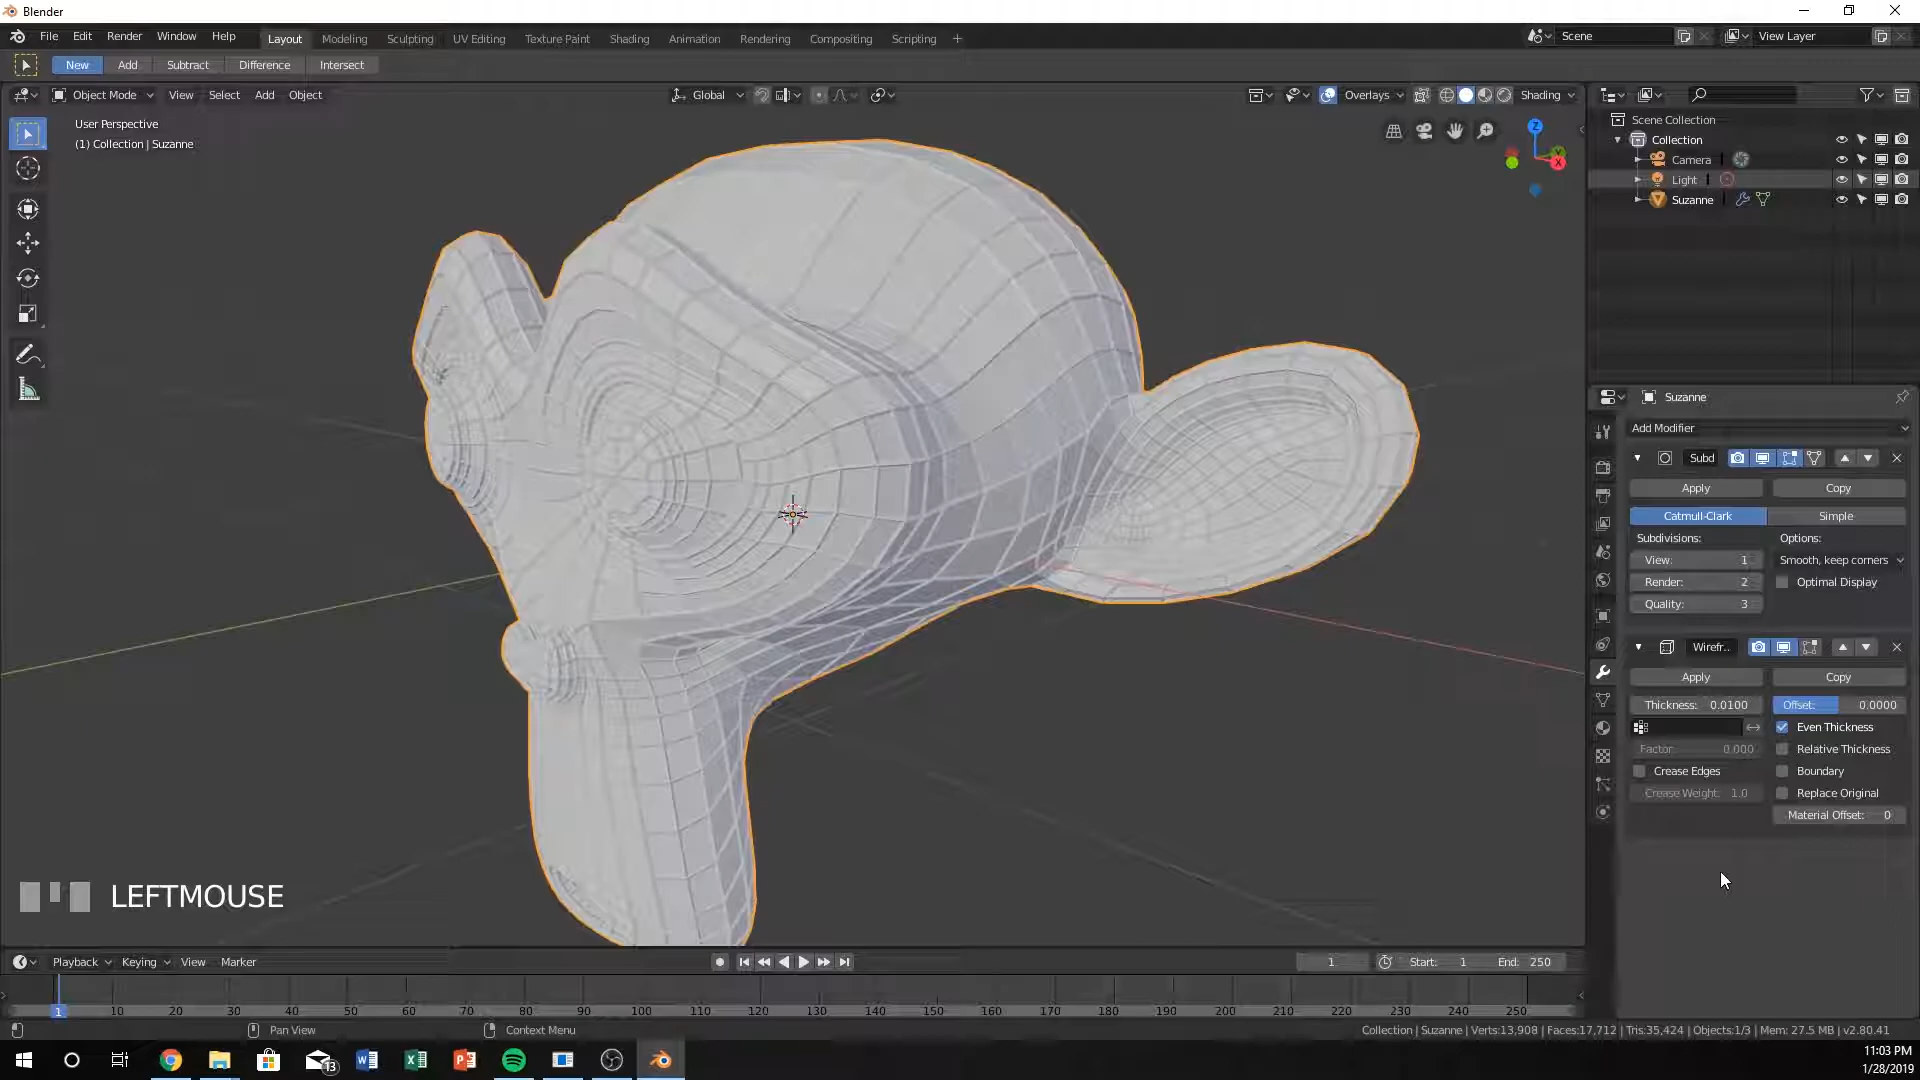 Blender
File Edit Render Window Help Layout Modeling Sculpting UV Editing Texture Paint Shading Animation Rendering Compositing Scripting + Scene View Layer
New Add Subtract Difference Intersect
Object Mode View Select Add Object Global Overlays Shading
User Perspective
(1) Collection | Suzanne
Z
Y
X
Scene Collection
Collection
Camera
Light
Suzanne
Suzanne
Add Modifier
Subd
Apply Copy
Catmull-Clark Simple
Subdivisions: Options:
View: 1 Smooth, keep corners
Render: 2 Optimal Display
Quality: 3
Wirefr..
Apply Copy
Thickness: 0.0100 Offset: 0.0000
Even Thickness
Factor: 0.000 Relative Thickness
Crease Edges Boundary
Crease Weight: 1.0 Replace Original
Material Offset: 0
LEFTMOUSE
Playback Keying View Marker 1 Start: 1 End: 250
1 10 20 30 40 50 60 70 80 90 100 110 120 130 140 150 160 170 180 190 200 210 220 230 240 250
Pan View Context Menu Collection | Suzanne | Verts:13,908 | Faces:17,712 | Tris:35,424 | Objects:1/3 | Mem: 27.5 MB | v2.80.41
13
11:03 PM
1/28/2019